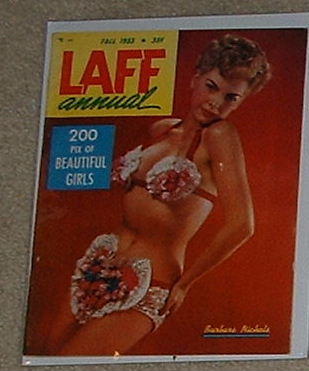 FALL 1953 • 35¢
LAFF
annual
200
PIX OF
BEAUTIFUL
GIRLS
Barbara Nichols